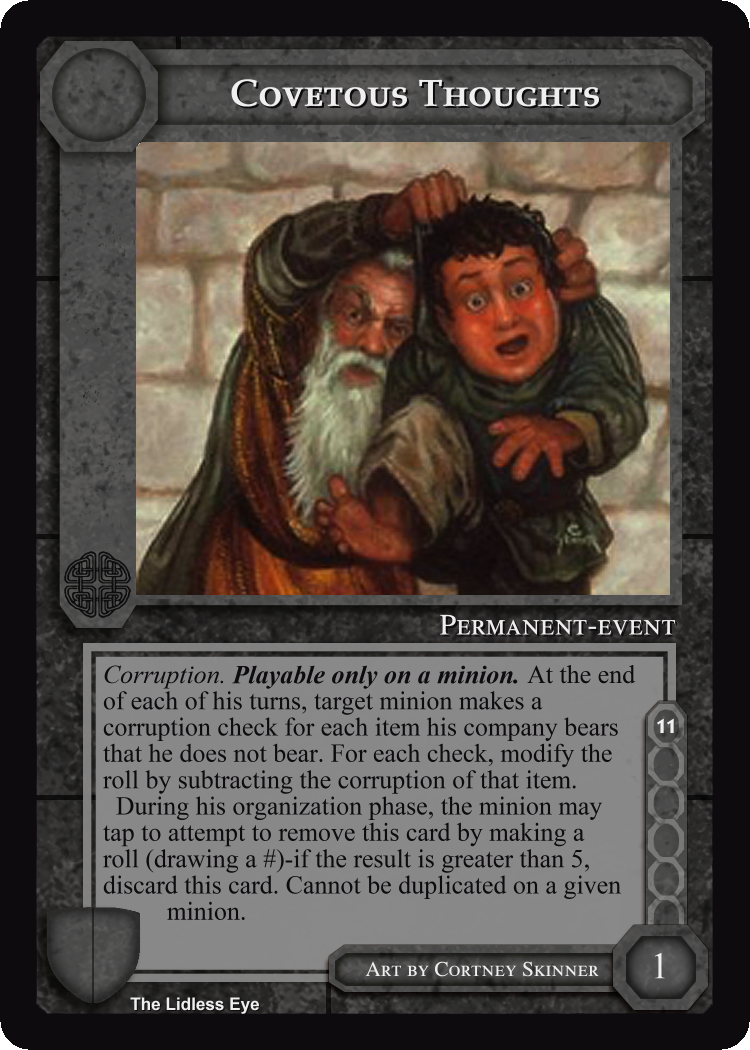 Covetous Thoughts
Permanent-event
Corruption. Playable only on a minion. At the end
of each of his turns, target minion makes a
corruption check for each item his company bears
that he does not bear. For each check, modify the
roll by subtracting the corruption of that item.
During his organization phase, the minion may
tap to attempt to remove this card by making a
roll (drawing a #)-if the result is greater than 5,
discard this card. Cannot be duplicated on a given
minion.
11
Art by Cortney Skinner
1
The Lidless Eye